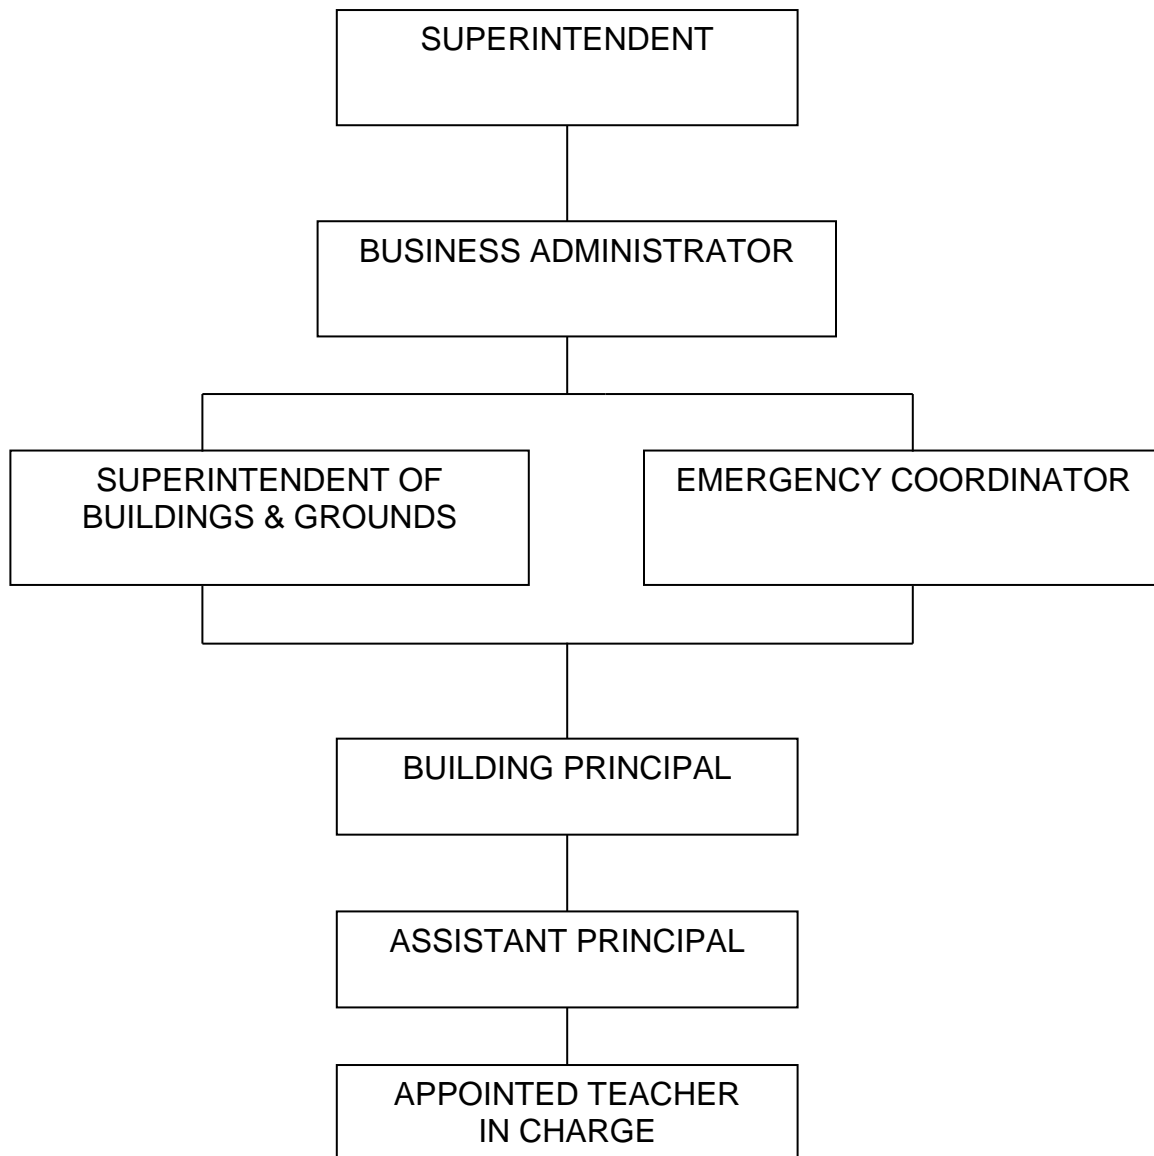 SUPERINTENDENT
BUSINESS ADMINISTRATOR
SUPERINTENDENT OF
BUILDINGS & GROUNDS
EMERGENCY COORDINATOR
BUILDING PRINCIPAL
ASSISTANT PRINCIPAL
APPOINTED TEACHER
IN CHARGE